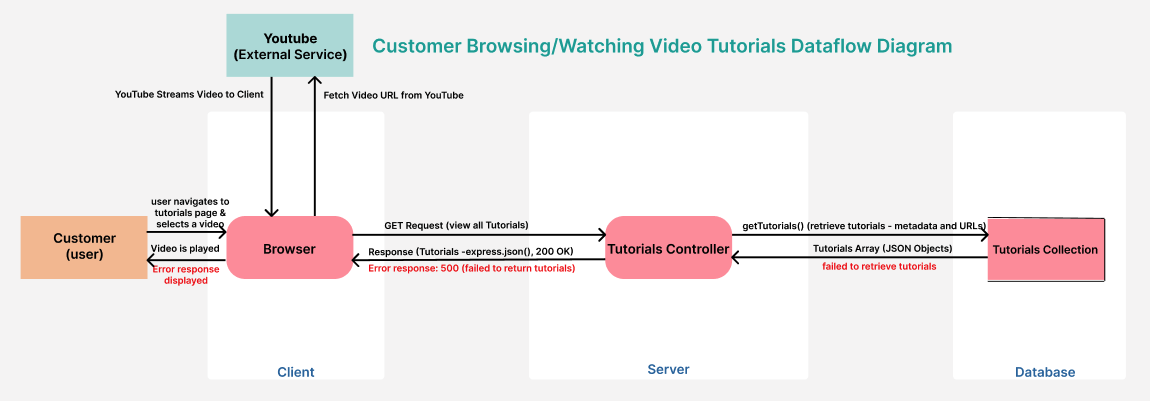 Youtube
(External Service)
Customer Browsing/Watching Video Tutorials Dataflow Diagram
YouTube Streams Video to Client
Fetch Video URL from YouTube
user navigates to
tutorials page &
selects a video
Customer
(user)
Video is played
Error response
displayed
Browser
GET Request (view all Tutorials)
Response (Tutorials -express.json(), 200 OK)
Error response: 500 (failed to return tutorials)
Tutorials Controller
getTutorials() (retrieve tutorials - metadata and URLs)
Tutorials Array (JSON Objects)
failed to retrieve tutorials
Tutorials Collection
Client
Server
Database